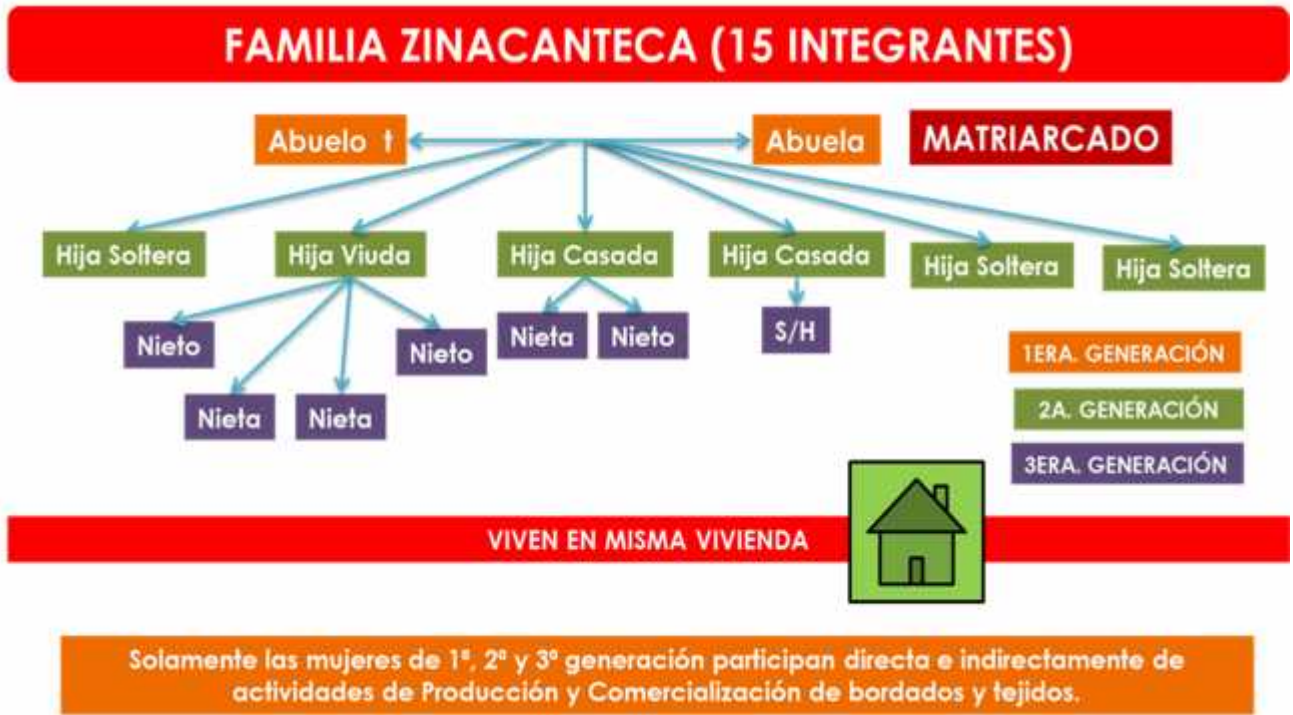 FAMILIA ZINACANTECA (15 INTEGRANTES)
Abuelo †
Abuela
MATRIARCADO
Hija Soltera
Hija Viuda
Hija Casada
Hija Casada
Hija Soltera
Hija Soltera
Nieto
Nieta
Nieta
Nieto
Nieta
Nieto
S/H
1ERA. GENERACIÓN
2A. GENERACIÓN
3ERA. GENERACIÓN
VIVEN EN MISMA VIVIENDA
Solamente las mujeres de 1ª, 2ª y 3ª generación participan directa e indirectamente de
actividades de Producción y Comercialización de bordados y tejidos.